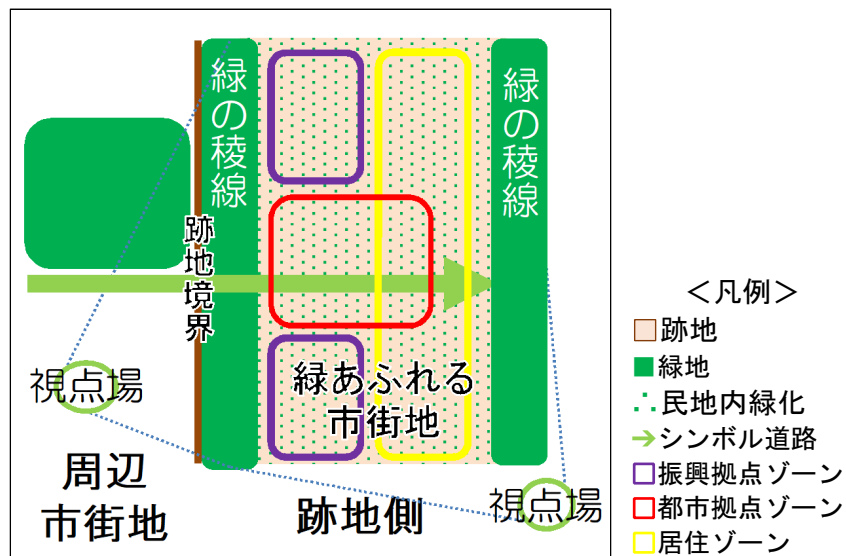 緑の稜線
緑の稜線
跡地境界
視点場
緑あふれる
市街地
周辺
市街地
跡地側
視点場
＜凡例＞
跡地
緑地
民地内緑化
シンボル道路
振興拠点ゾーン
都市拠点ゾーン
居住ゾーン